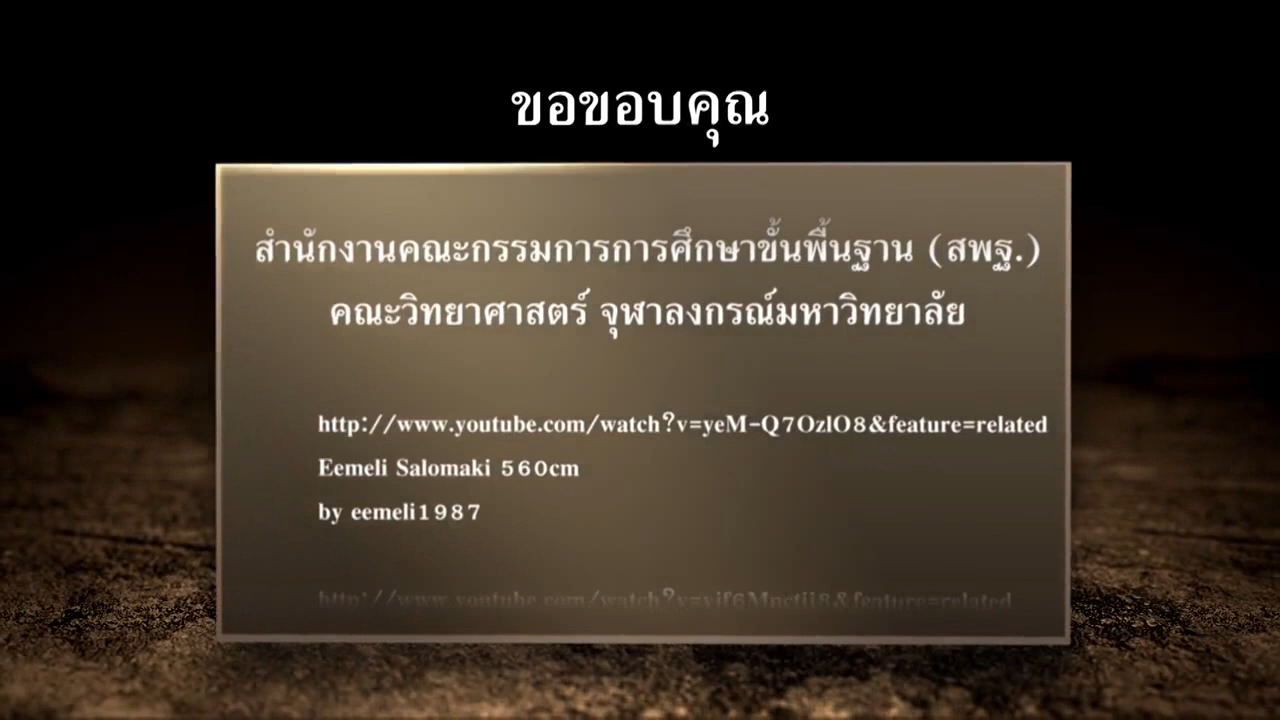 ขอขอบคุณ
สำนักงานคณะกรรมการการศึกษาขั้นพื้นฐาน (สพฐ.)
คณะวิทยาศาสตร์ จุฬาลงกรณ์มหาวิทยาลัย
http://www.youtube.com/watch?v=yeM-Q7OzlO8&feature=related
Eemeli Salomaki 560cm
by eemeli1987